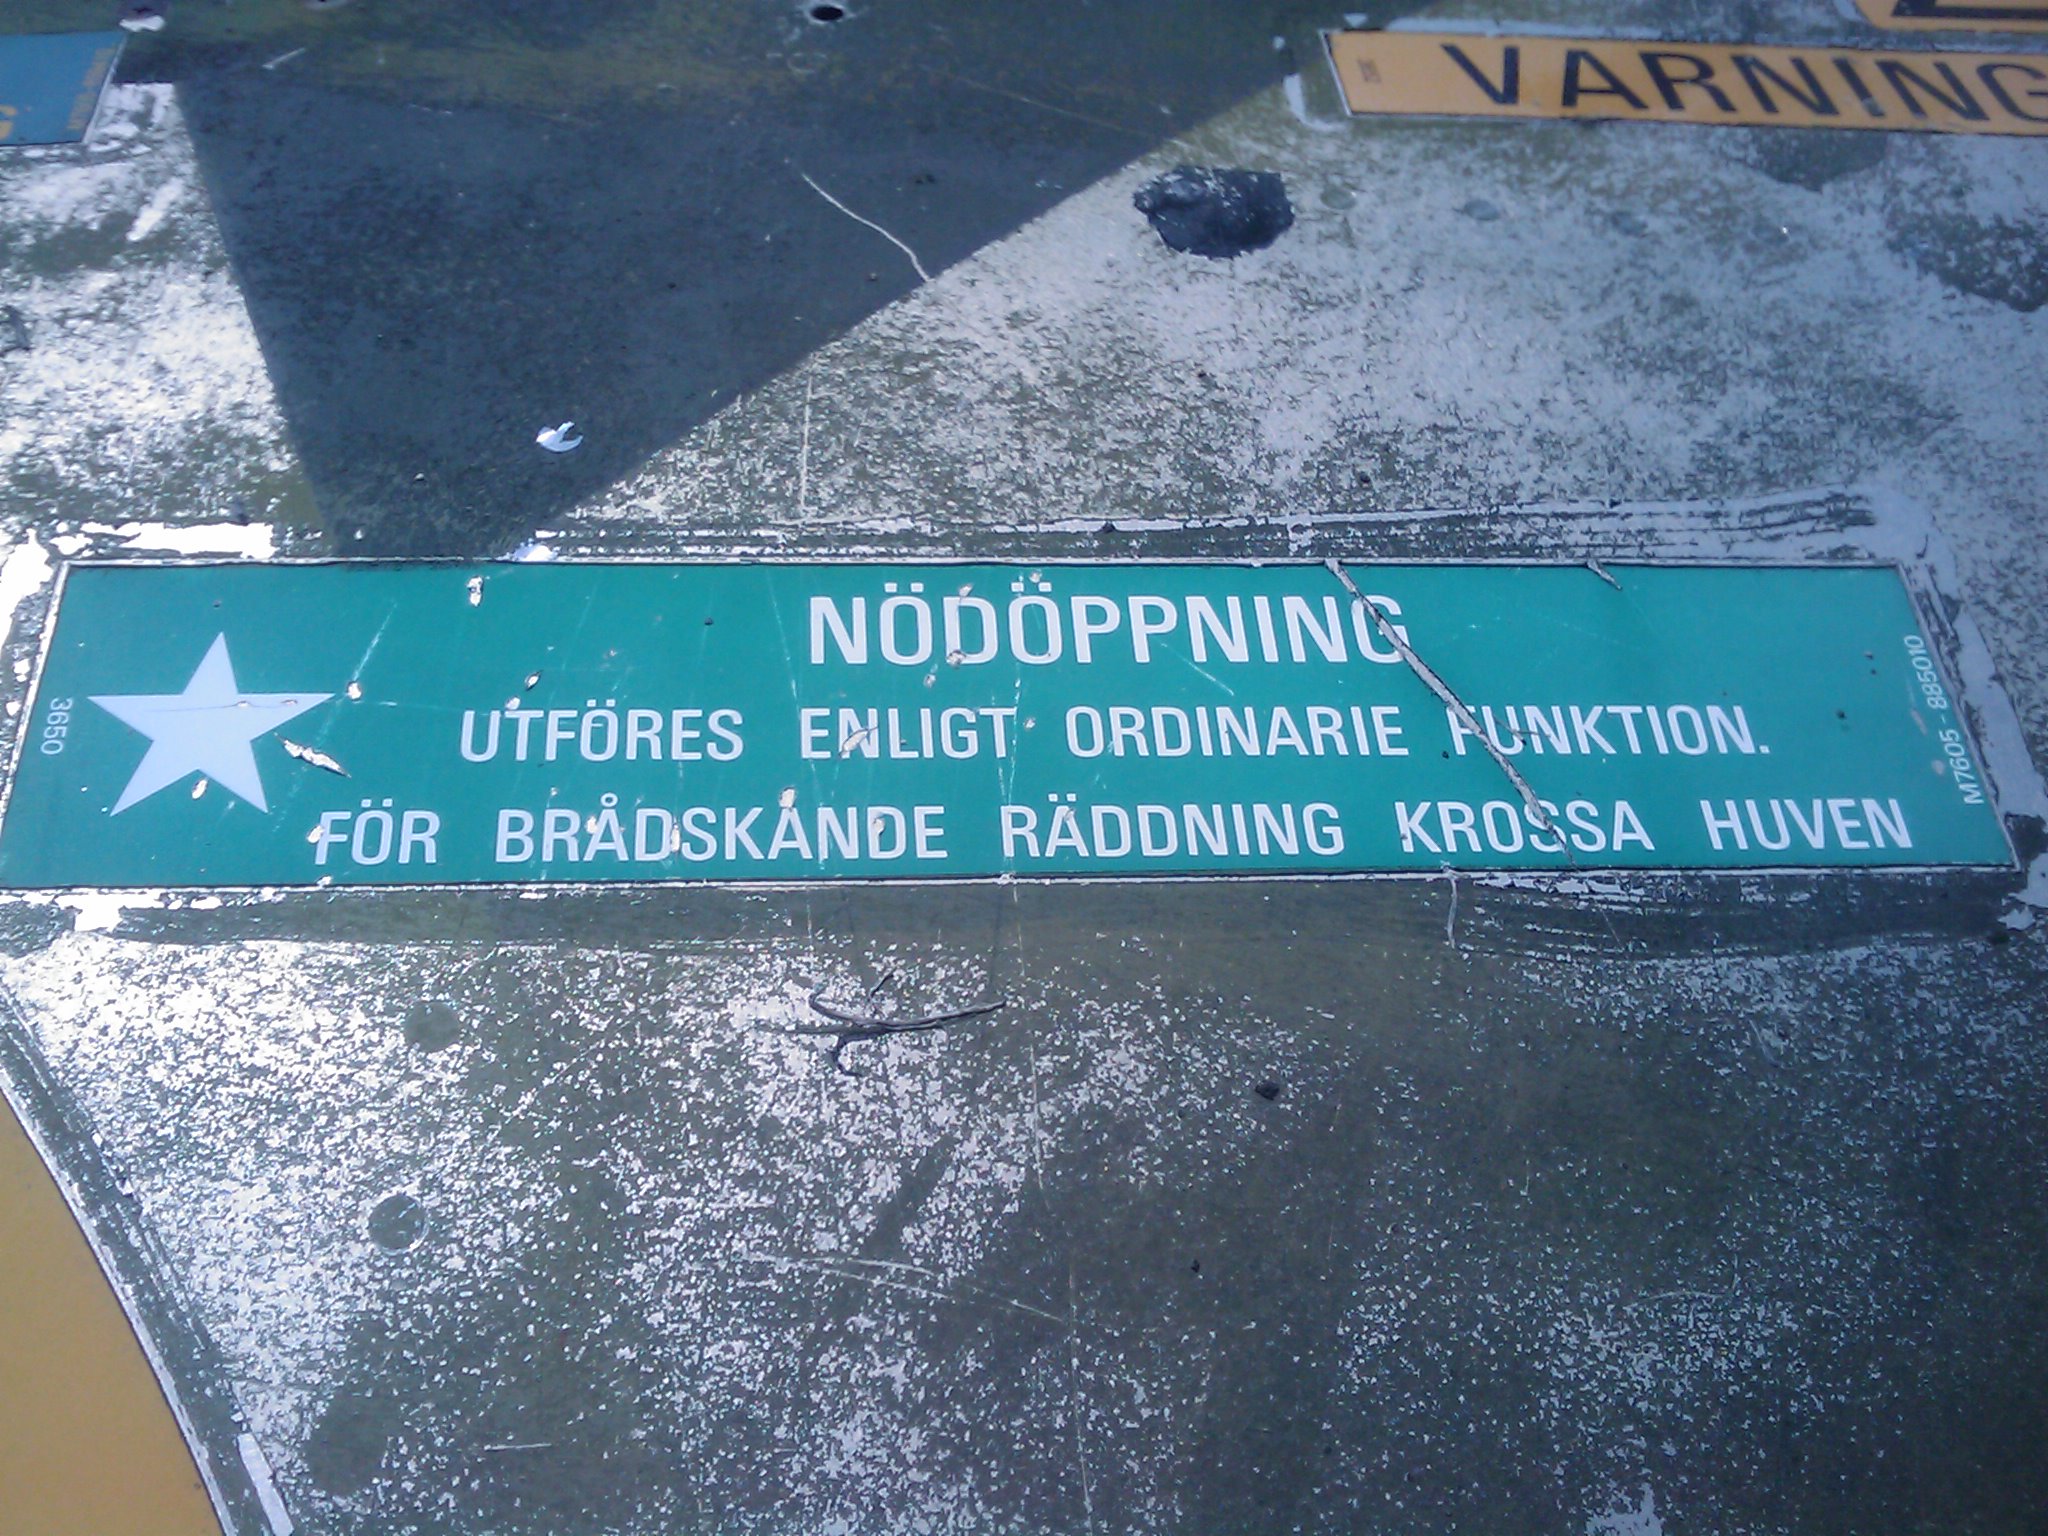 VARNING
NÖDÖPPNING
UTFÖRES ENLIGT ORDINARIE FUNKTION.
FÖR BRÅDSKANDE RÄDDNING KROSSA HUVEN
3650
M7605-885010